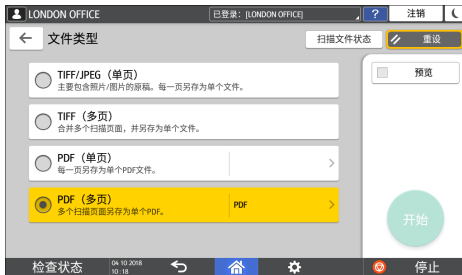 LONDON OFFICE
已登录: [LONDON OFFICE]
?
注销
文件类型
扫描文件状态
重设
TIFF/JPEG（单页）
主要包含照片/图片的原稿。每一页另存为单个文件。
预览
TIFF（多页）
合并多个扫描页面，并另存为单个文件。
PDF（单页）
每一页另存为单个PDF文件。
PDF（多页）
多个扫描页面另存为单个PDF。
PDF
开始
检查状态
04 10 2018
10 : 18
停止